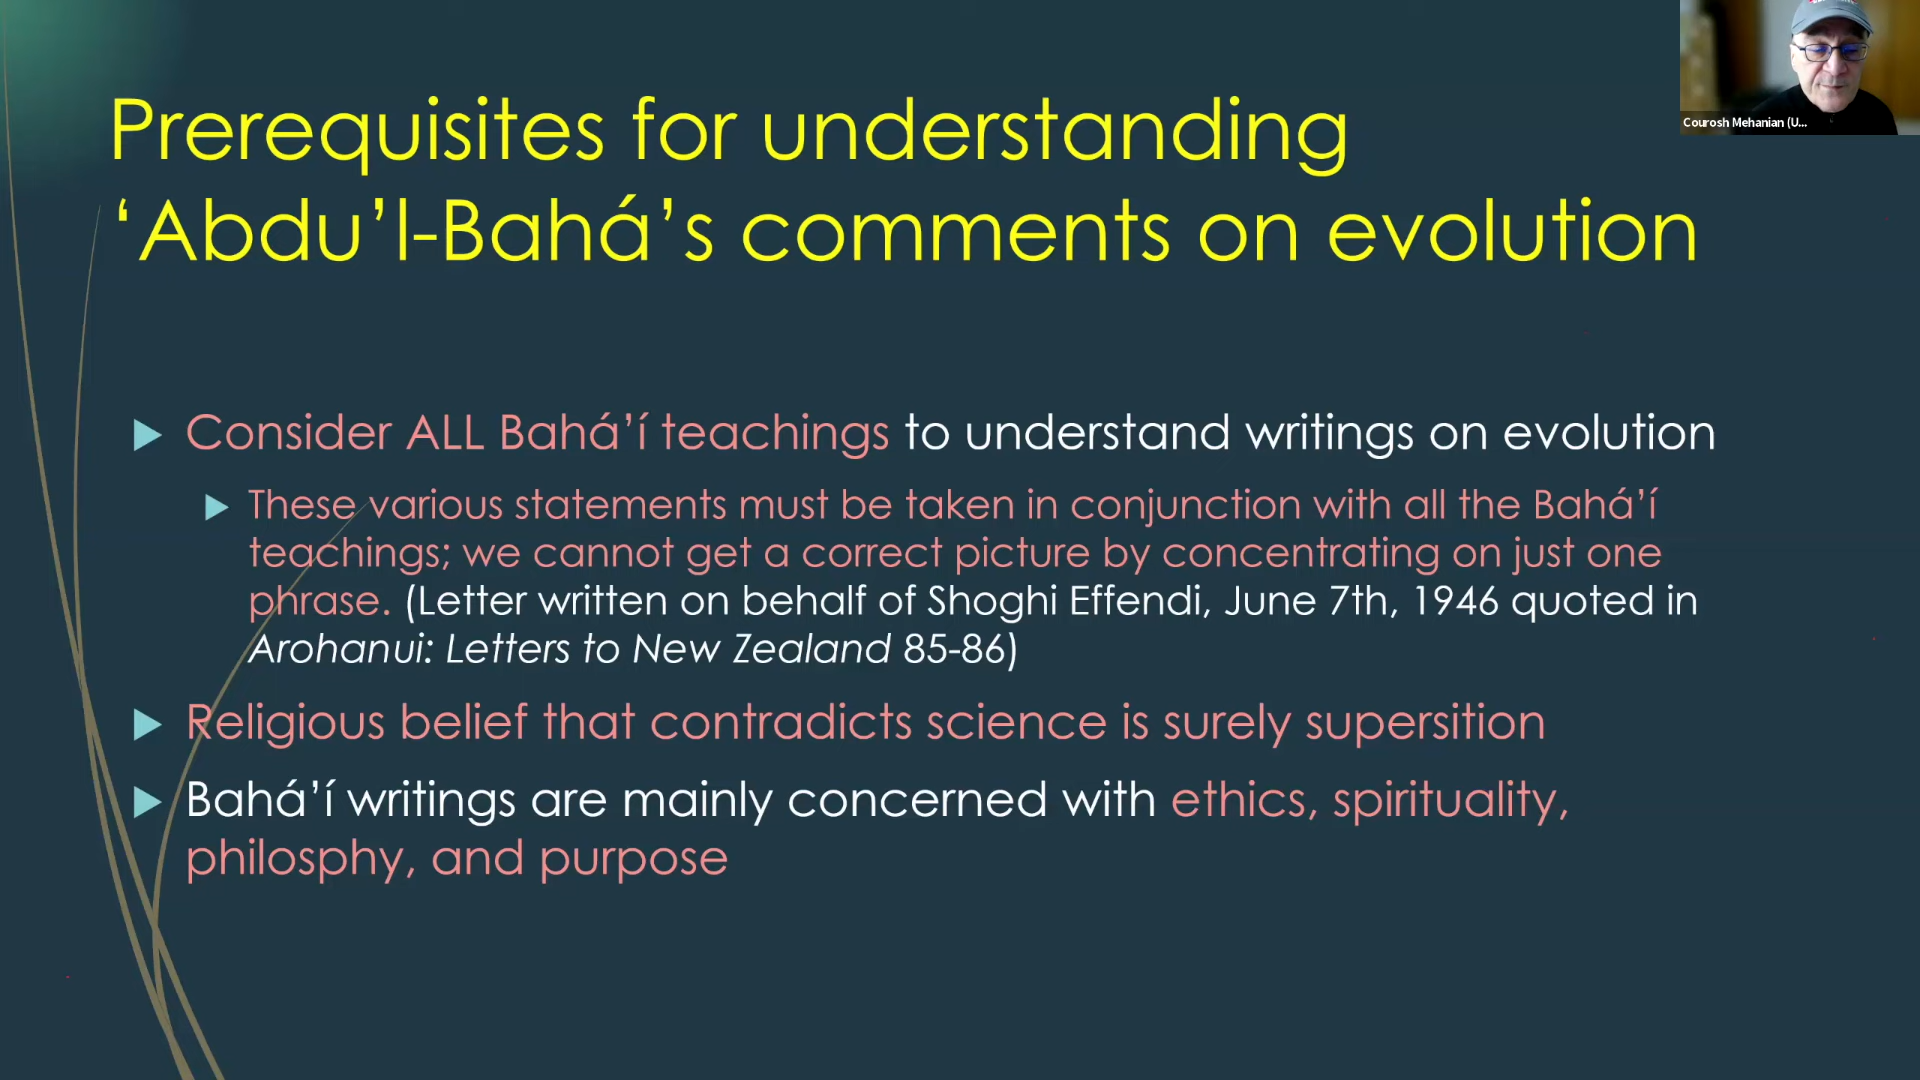 Prerequisites for understanding
‘Abdu’l-Bahá’s comments on evolution
Courosh Mehanian (U...
Consider ALL Bahá’í teachings to understand writings on evolution
These various statements must be taken in conjunction with all the Bahá’í
teachings; we cannot get a correct picture by concentrating on just one
phrase. (Letter written on behalf of Shoghi Effendi, June 7th, 1946 quoted in
Arohanui: Letters to New Zealand 85-86)
Religious belief that contradicts science is surely supersition
Bahá’í writings are mainly concerned with ethics, spirituality,
philosphy, and purpose